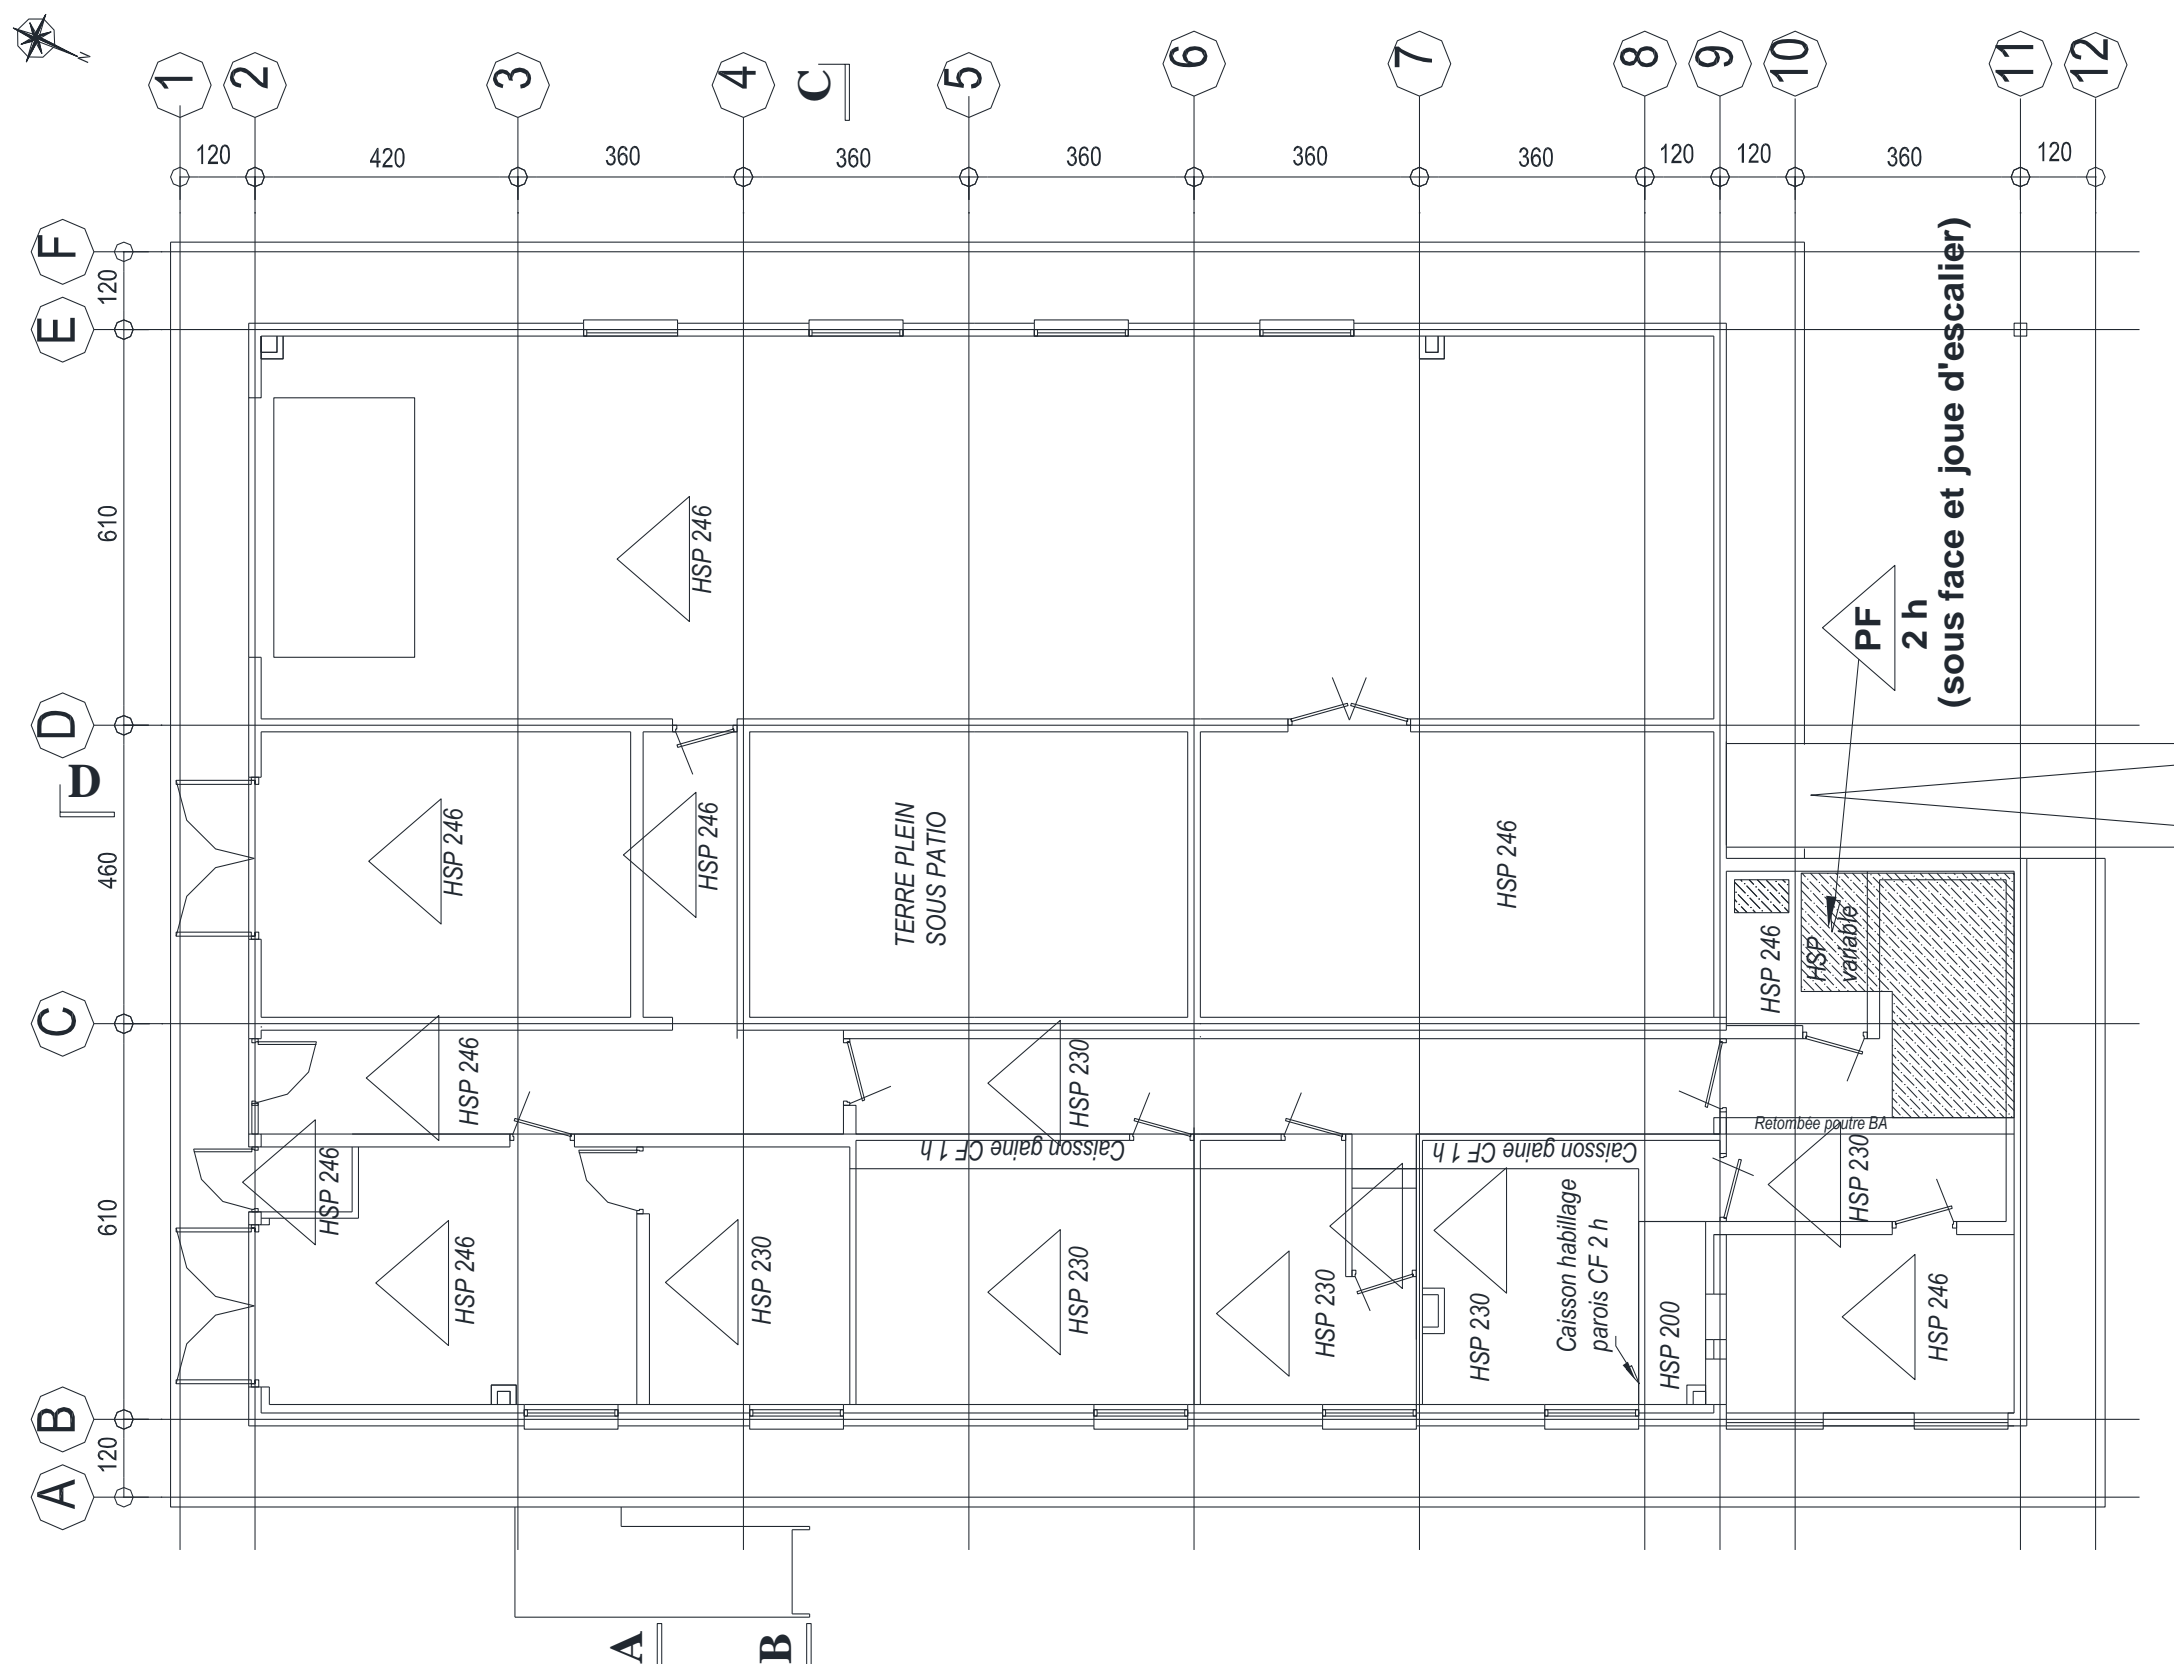 N
1
2
3
4
C
5
6
7
8
9
10
11
12
120
420
360
360
360
360
360
120
120
360
120
F
120
E
610
D
D
460
C
610
B
120
A
HSP 246
PF
2 h
(sous face et joue d'escalier)
HSP 246
HSP 246
TERRE PLEIN
SOUS PATIO
HSP 246
HSP 246
HSP
variable
HSP 246
HSP 230
Retombée poutre BA
HSP 246
Caisson gaine CF 1 h
Caisson gaine CF 1 h
HSP 230
HSP 246
HSP 230
HSP 230
HSP 230
HSP 230
Caisson habillage
parois CF 2 h
HSP 200
HSP 246
A
B